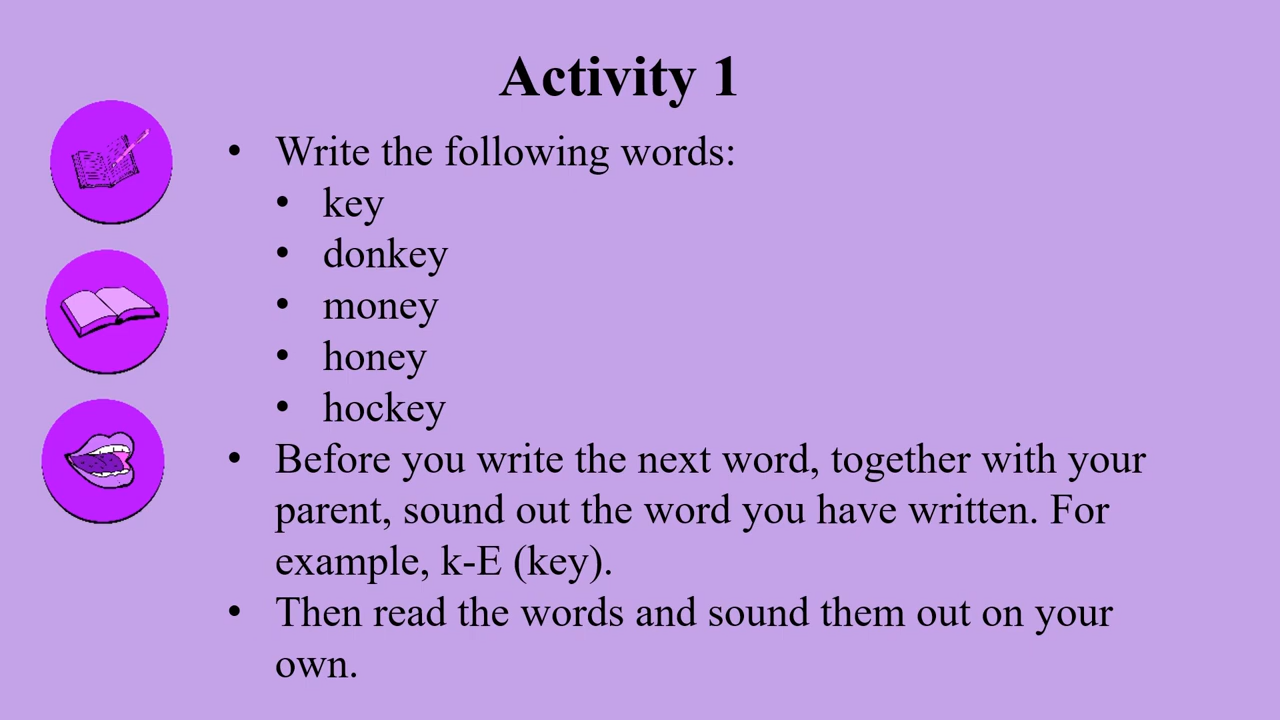 Activity 1
• Write the following words:
• key
• donkey
• money
• honey
• hockey
• Before you write the next word, together with your
parent, sound out the word you have written. For
example, k-E (key).
• Then read the words and sound them out on your
own.